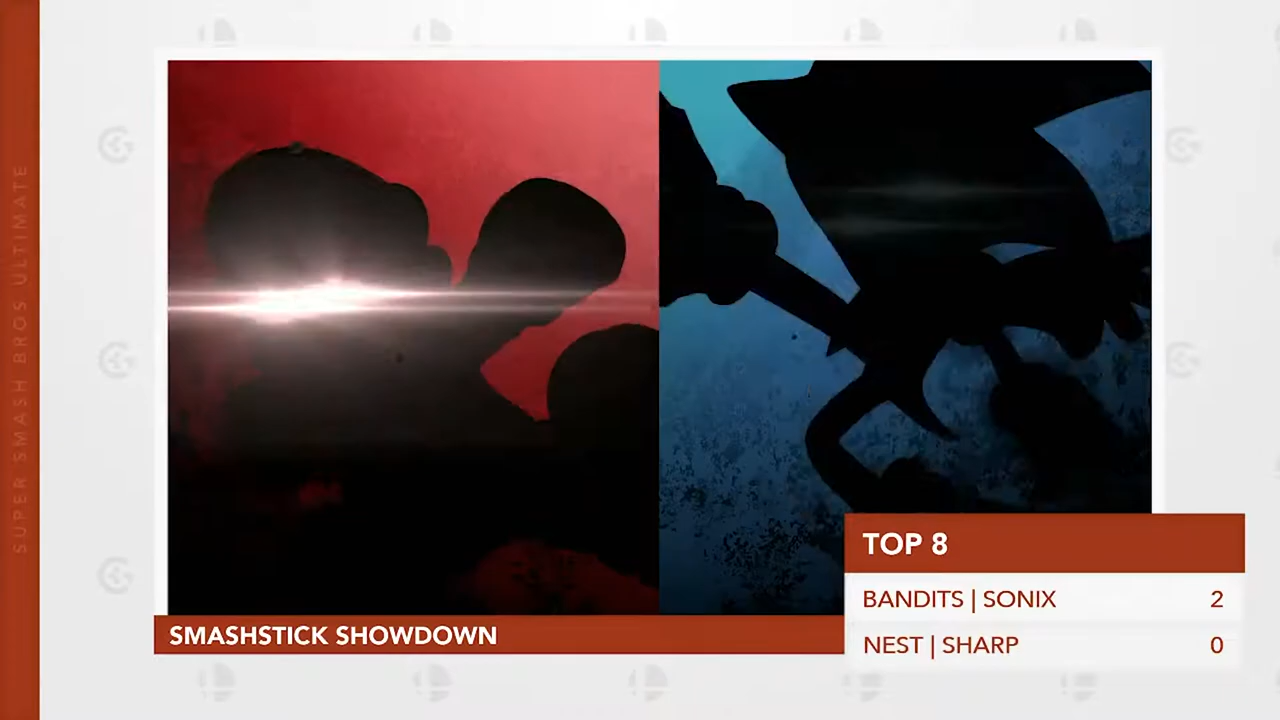 SUPER SMASH BROS ULTIMATE
SMASHSTICK SHOWDOWN
TOP 8
BANDITS | SONIX 2
NEST | SHARP 0